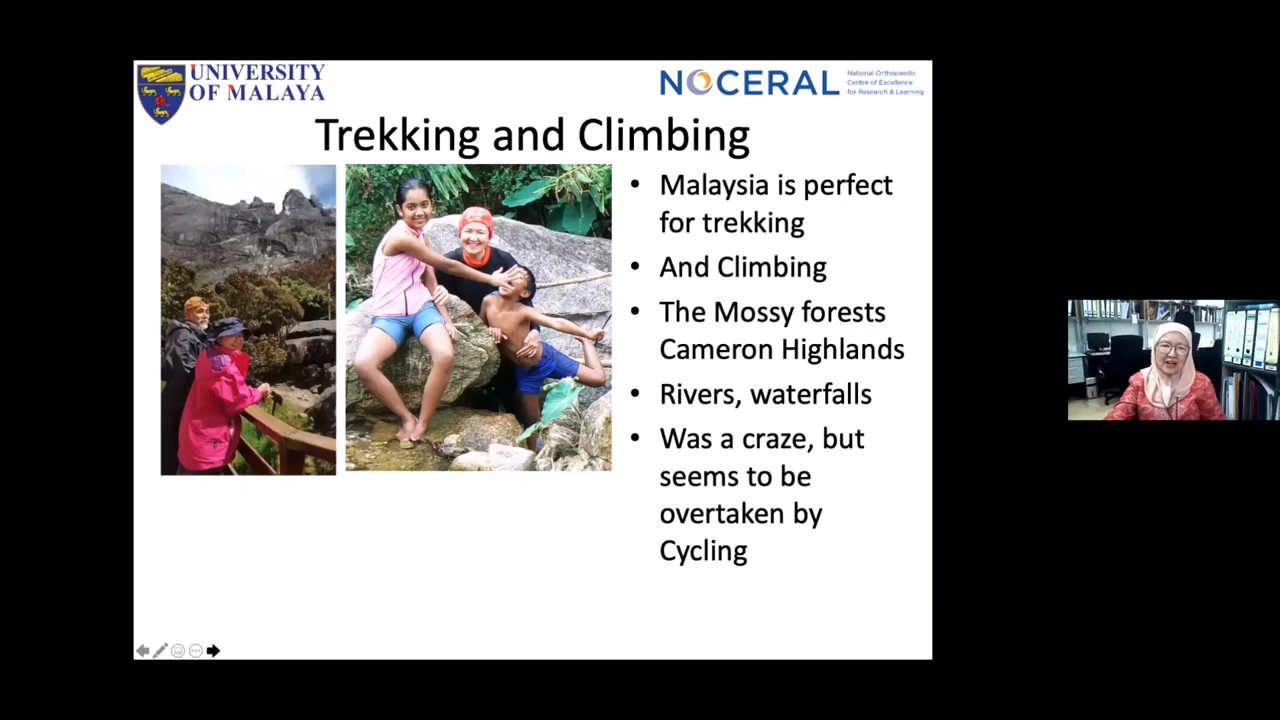 UNIVERSITY
OF MALAYA
NOCERAL
National Orthopaedic
Centre of Excellence
for Research & Learning
Trekking and Climbing
• Malaysia is perfect
for trekking
• And Climbing
• The Mossy forests
Cameron Highlands
• Rivers, waterfalls
• Was a craze, but
seems to be
overtaken by
Cycling